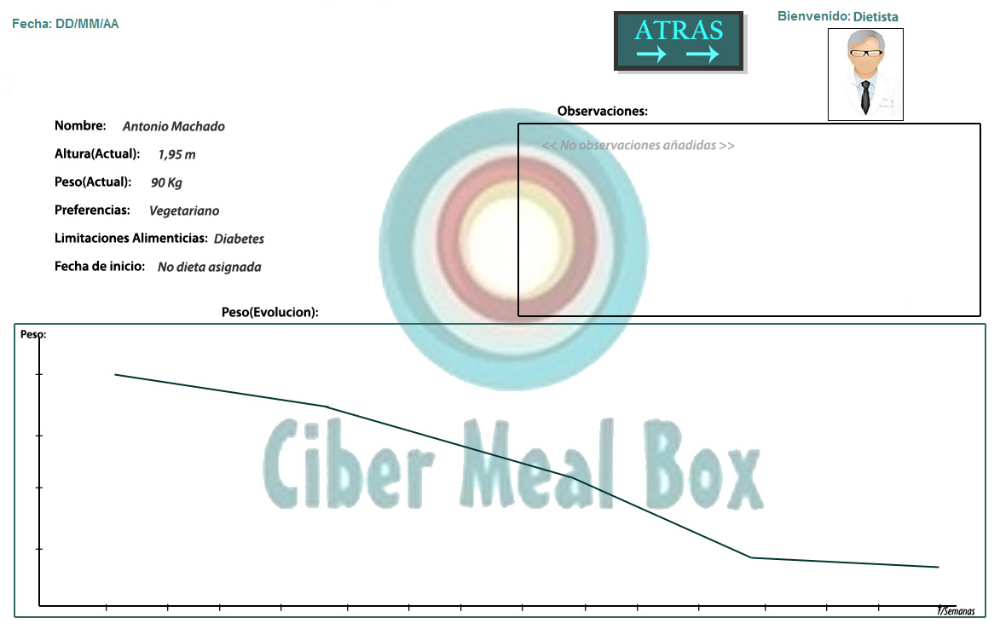 Fecha: DD/MM/AA
ATRAS
Bienvenido: Dietista
Observaciones:
<< No observaciones añadidas >>
Nombre: Antonio Machado
Altura(Actual): 1,95 m
Peso(Actual): 90 Kg
Preferencias: Vegetariano
Limitaciones Alimenticias: Diabetes
Fecha de inicio: No dieta asignada
Peso(Evolucion):
Peso:
Ciber Meal Box
T/Semanas